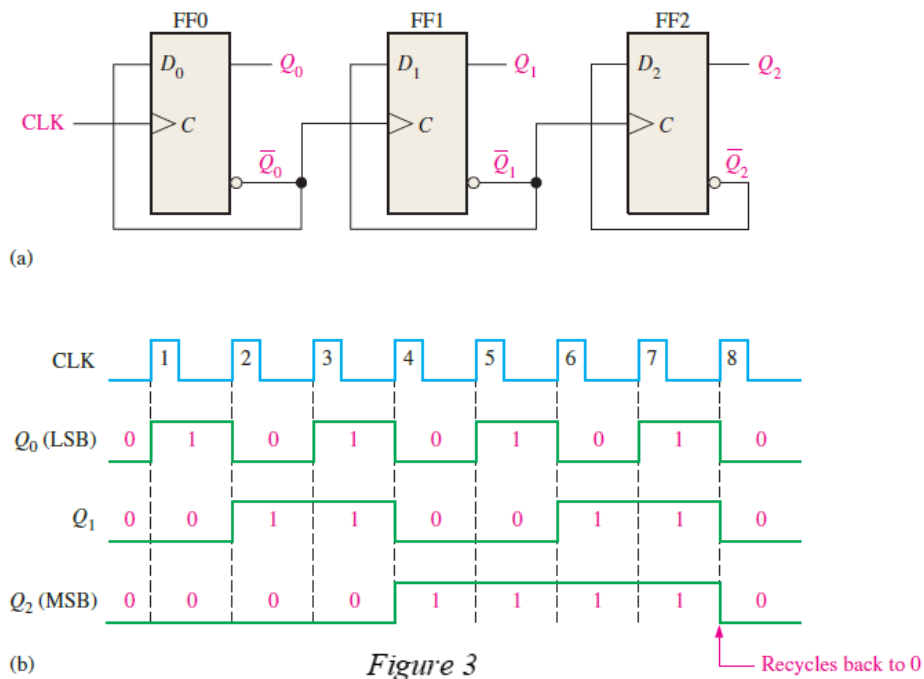 FF0 FF1 FF2
D₀ Q₀ D₁ Q₁ D₂ Q₂
CLK C C C
Q̅₀ Q̅₁ Q̅₂
(a)
CLK 1 2 3 4 5 6 7 8
Q₀ (LSB) 0 1 0 1 0 1 0 1 0
Q₁ 0 0 1 1 0 0 1 1 0
Q₂ (MSB) 0 0 0 0 1 1 1 1 0
(b) Figure 3 Recycles back to 0